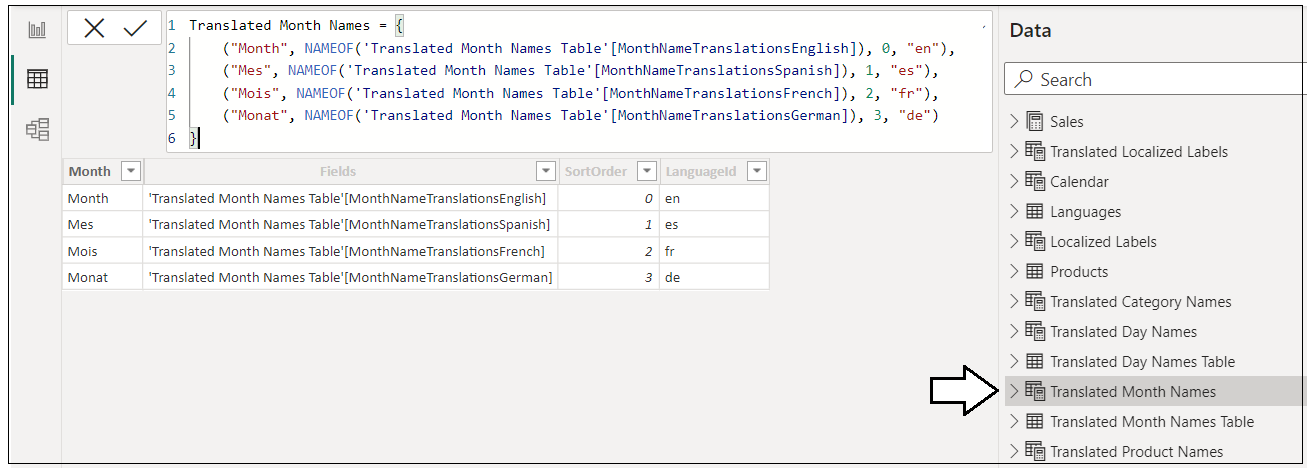 1 Translated Month Names = {
2 ("Month", NAMEOF('Translated Month Names Table'[MonthNameTranslationsEnglish]), 0, "en"),
3 ("Mes", NAMEOF('Translated Month Names Table'[MonthNameTranslationsSpanish]), 1, "es"),
4 ("Mois", NAMEOF('Translated Month Names Table'[MonthNameTranslationsFrench]), 2, "fr"),
5 ("Monat", NAMEOF('Translated Month Names Table'[MonthNameTranslationsGerman]), 3, "de")
6 }
Month Fields SortOrder LanguageId
Month 'Translated Month Names Table'[MonthNameTranslationsEnglish] 0 en
Mes 'Translated Month Names Table'[MonthNameTranslationsSpanish] 1 es
Mois 'Translated Month Names Table'[MonthNameTranslationsFrench] 2 fr
Monat 'Translated Month Names Table'[MonthNameTranslationsGerman] 3 de
Data
Search
Sales
Translated Localized Labels
Calendar
Languages
Localized Labels
Products
Translated Category Names
Translated Day Names
Translated Day Names Table
Translated Month Names
Translated Month Names Table
Translated Product Names